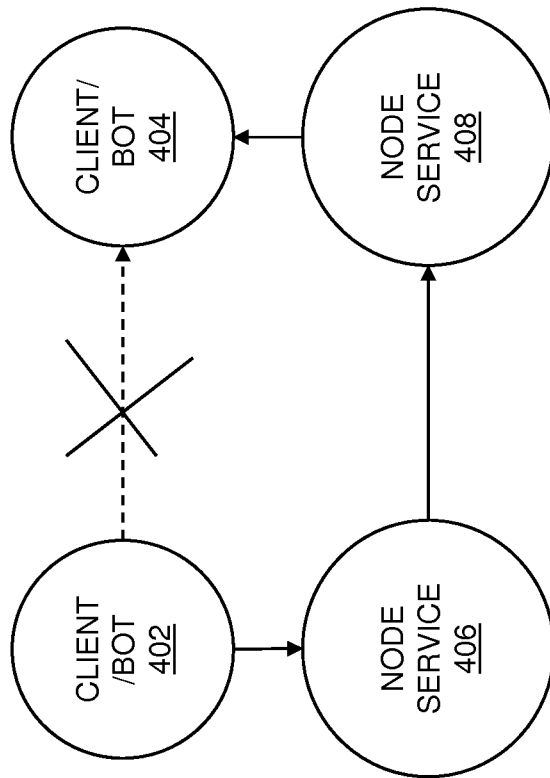 CLIENT
/BOT
402
CLIENT/
BOT
404
NODE
SERVICE
406
NODE
SERVICE
408